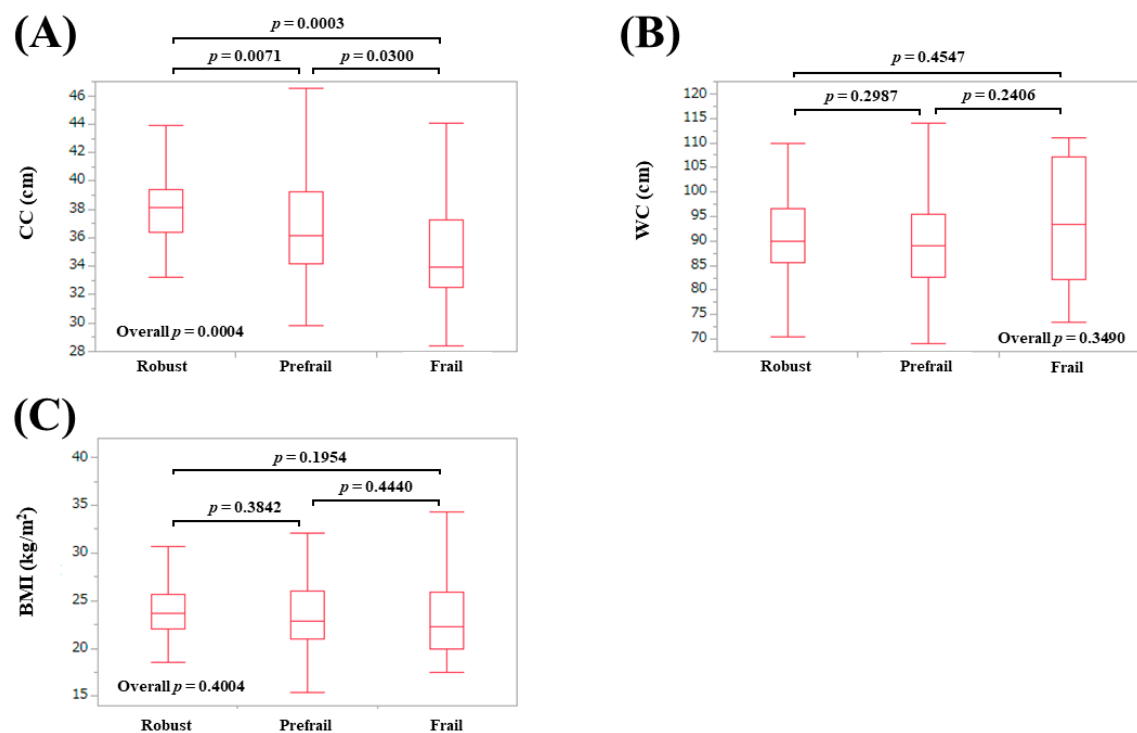 (A)
p = 0.0003
p = 0.0071
p = 0.0300
CC (cm)
46
44
42
40
38
36
34
32
30
28
Overall p = 0.0004
Robust
Prefrail
Frail
(B)
p = 0.4547
p = 0.2987
p = 0.2406
WC (cm)
120
115
110
105
100
95
90
85
80
75
70
Overall p = 0.3490
Robust
Prefrail
Frail
(C)
p = 0.1954
p = 0.4440
p = 0.3842
BMI (kg/m²)
40
35
30
25
20
15
Overall p = 0.4004
Robust
Prefrail
Frail